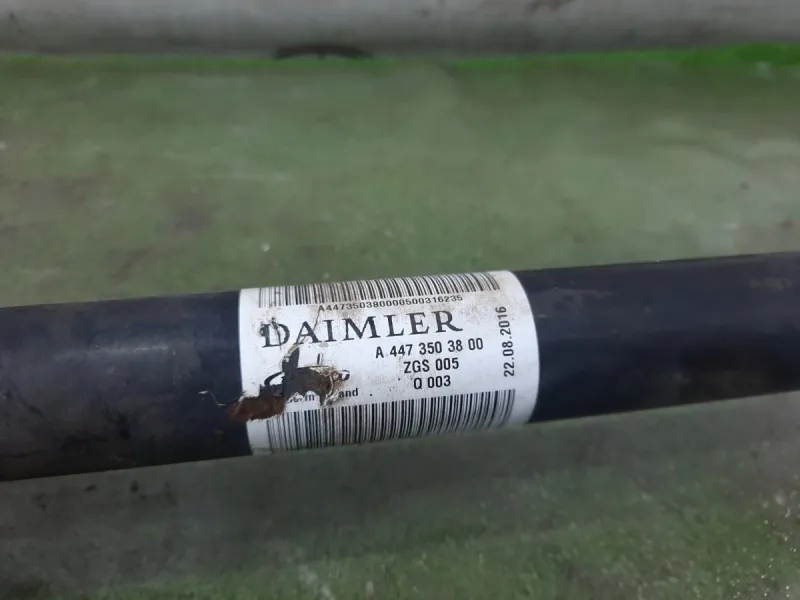 A4473503800000500316235
DAIMLER
A 447 350 38 00
ZGS 005
Q 003
22.08.2016